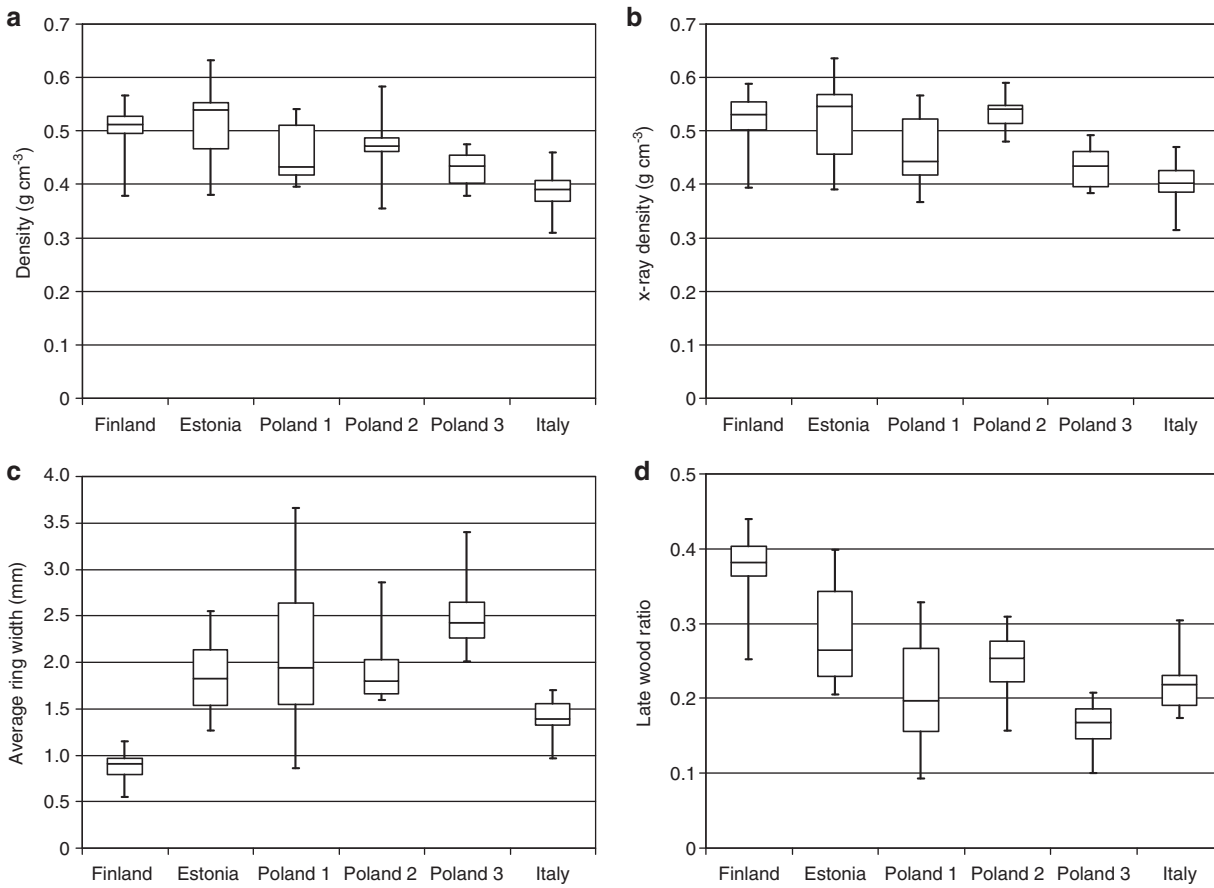 a
Density (g cm⁻³)
0.7
0.6
0.5
0.4
0.3
0.2
0.1
0
Finland Estonia Poland 1 Poland 2 Poland 3 Italy
b
x-ray density (g cm⁻³)
0.7
0.6
0.5
0.4
0.3
0.2
0.1
0
Finland Estonia Poland 1 Poland 2 Poland 3 Italy
c
Average ring width (mm)
4.0
3.5
3.0
2.5
2.0
1.5
1.0
0.5
0
Finland Estonia Poland 1 Poland 2 Poland 3 Italy
d
Late wood ratio
0.5
0.4
0.3
0.2
0.1
0
Finland Estonia Poland 1 Poland 2 Poland 3 Italy